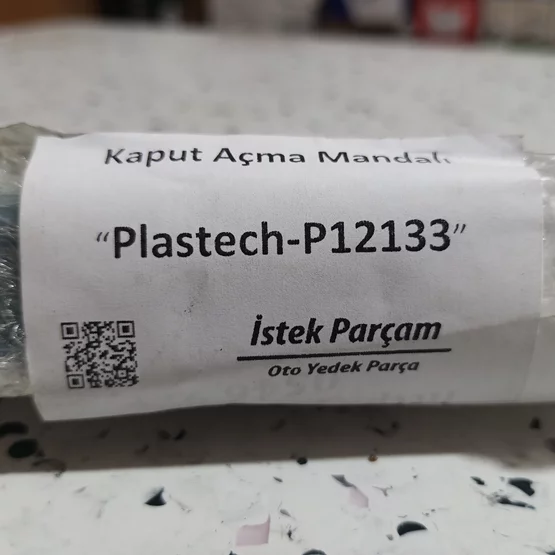 Kaput Açma Mandalı
“Plastech-P12133”
İstek Parçam
Oto Yedek Parça